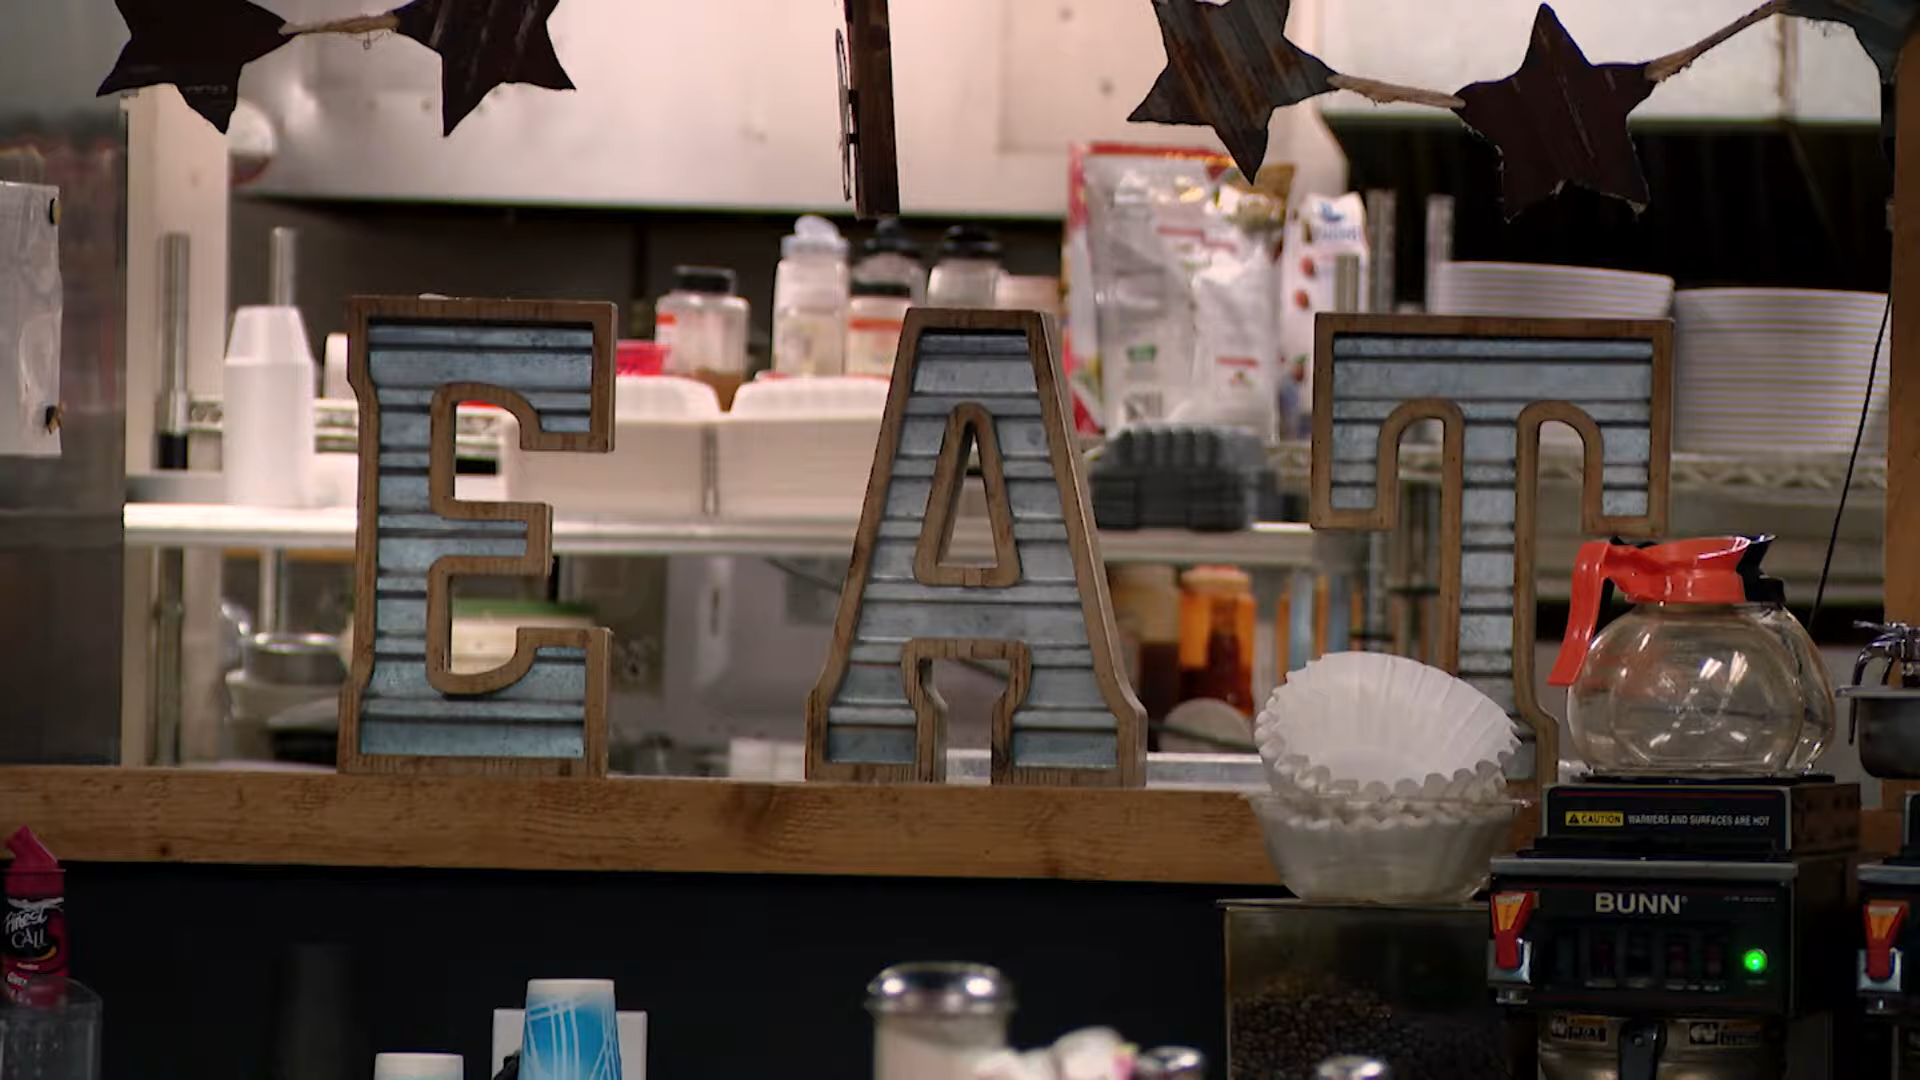 EAT
CAUTION WARMERS AND SURFACES ARE HOT
BUNN
Finest
CALL